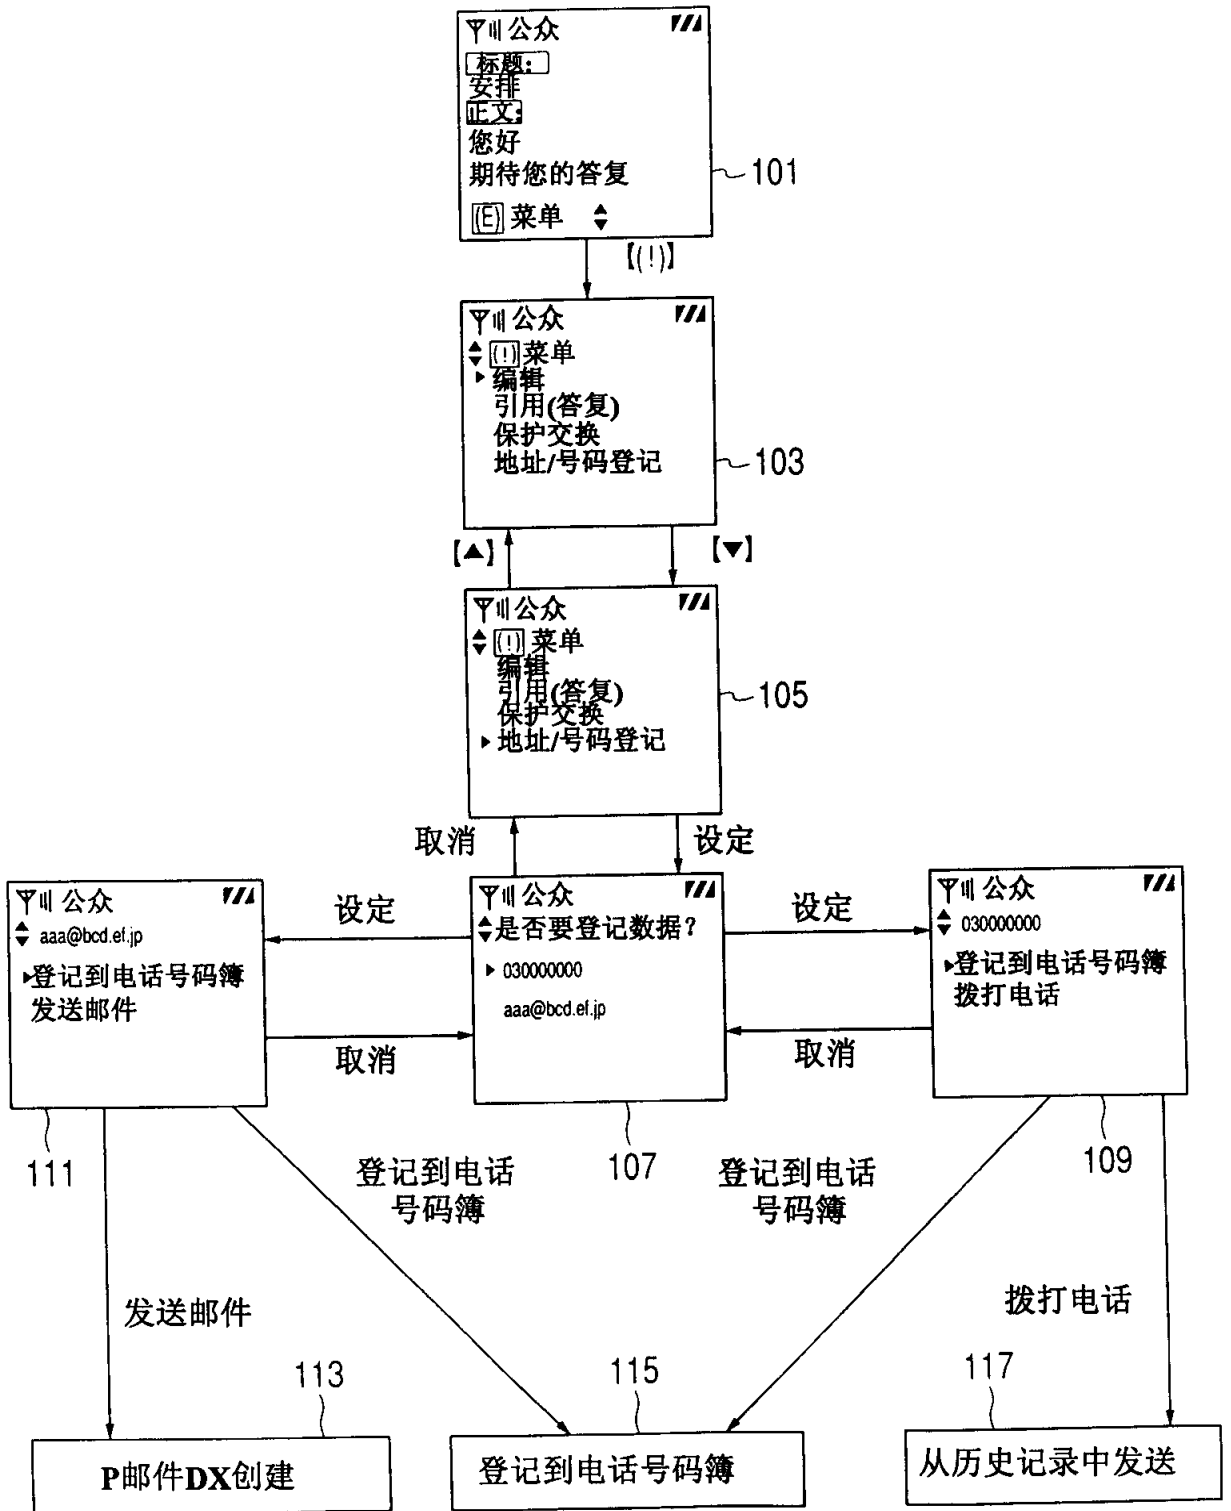 公众
标题:
安排
正文:
您好
期待您的答复
(E) 菜单
101
【(!)】
公众
(!) 菜单
编辑
引用(答复)
保护交换
地址/号码登记
103
【▲】
【▼】
公众
(!) 菜单
编辑
引用(答复)
保护交换
地址/号码登记
105
取消
设定
公众
aaa@bcd.ef.jp
登记到电话号码簿
发送邮件
111
设定
取消
公众
是否要登记数据?
030000000
aaa@bcd.ef.jp
107
设定
取消
公众
030000000
登记到电话号码簿
拨打电话
109
登记到电话
号码簿
登记到电话
号码簿
发送邮件
拨打电话
113
115
117
P邮件DX创建
登记到电话号码簿
从历史记录中发送